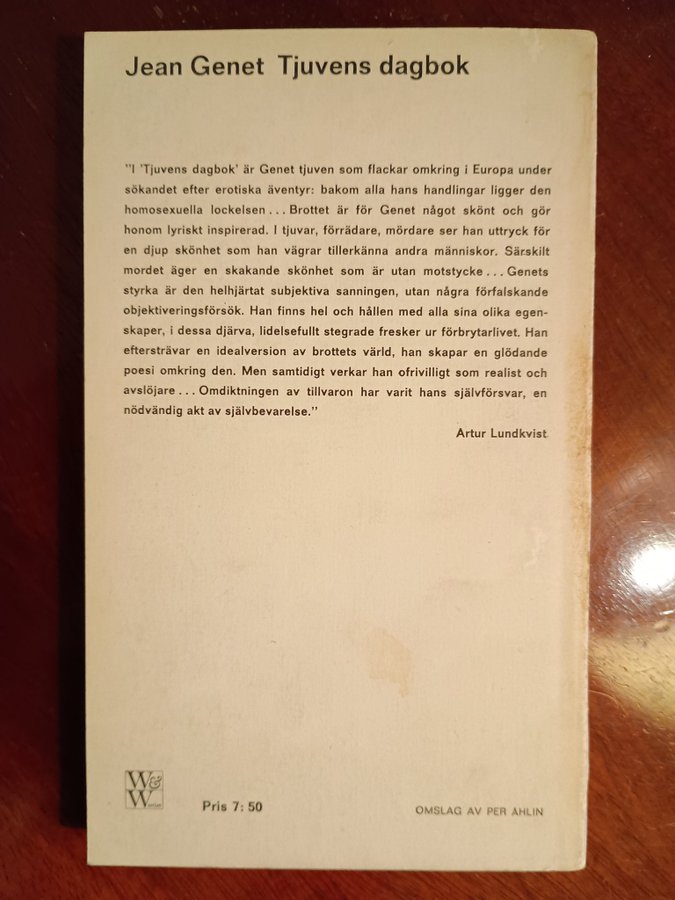 Jean Genet Tjuvens dagbok
"I 'Tjuvens dagbok' är Genet tjuven som flackar omkring i Europa under
sökandet efter erotiska äventyr: bakom alla hans handlingar ligger den
homosexuella lockelsen... Brottet är för Genet något skönt och gör
honom lyriskt inspirerad. I tjuvar, förrädare, mördare ser han uttryck för
en djup skönhet som han vägrar tillerkänna andra människor. Särskilt
mordet äger en skakande skönhet som är utan motstycke... Genets
styrka är den helhjärtat subjektiva sanningen, utan några förfalskande
objektiveringsförsök. Han finns hel och hållen med alla sina olika egen-
skaper, i dessa djärva, lidelsefullt stegrade fresker ur förbrytarlivet. Han
eftersträvar en idealversion av brottets värld, han skapar en glödande
poesi omkring den. Men samtidigt verkar han ofrivilligt som realist och
avslöjare... Omdiktningen av tillvaron har varit hans självförsvar, en
nödvändig akt av självbevarelse."
Artur Lundkvist
W&
W serien
Pris 7:50
OMSLAG AV PER ÅHLIN